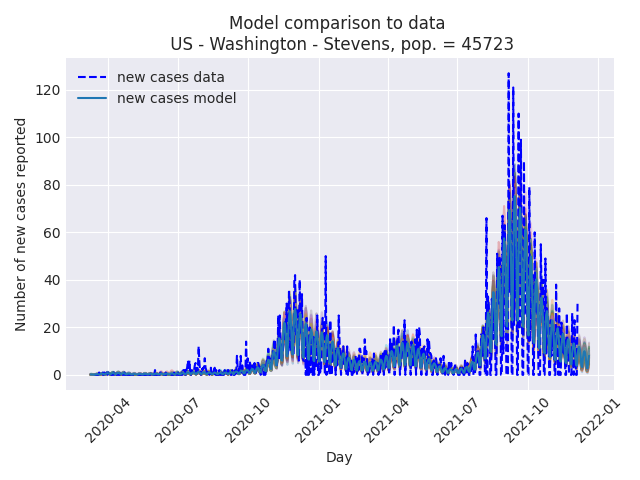 Model comparison to data
US - Washington - Stevens, pop. = 45723
new cases data
new cases model
Number of new cases reported
120
100
80
60
40
20
0
2020-04
2020-07
2020-10
2021-01
2021-04
2021-07
2021-10
2022-01
Day